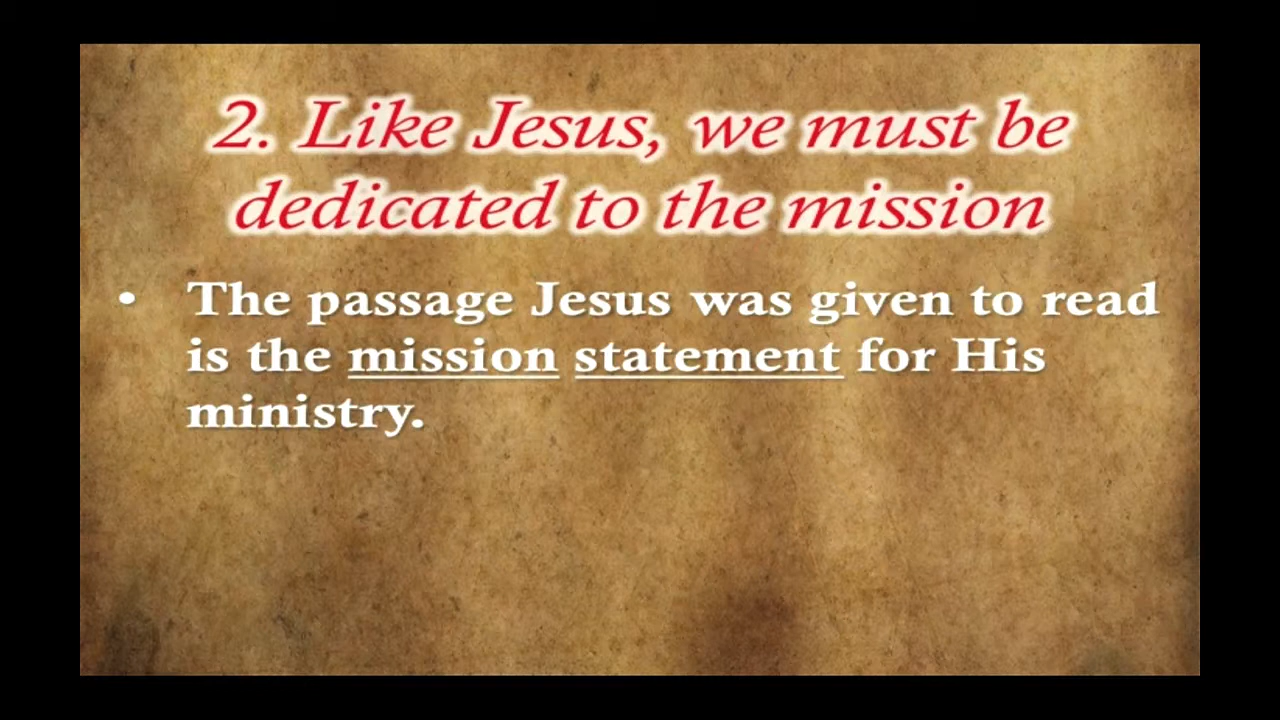 2. Like Jesus, we must be
dedicated to the mission
• The passage Jesus was given to read
is the mission statement for His
ministry.